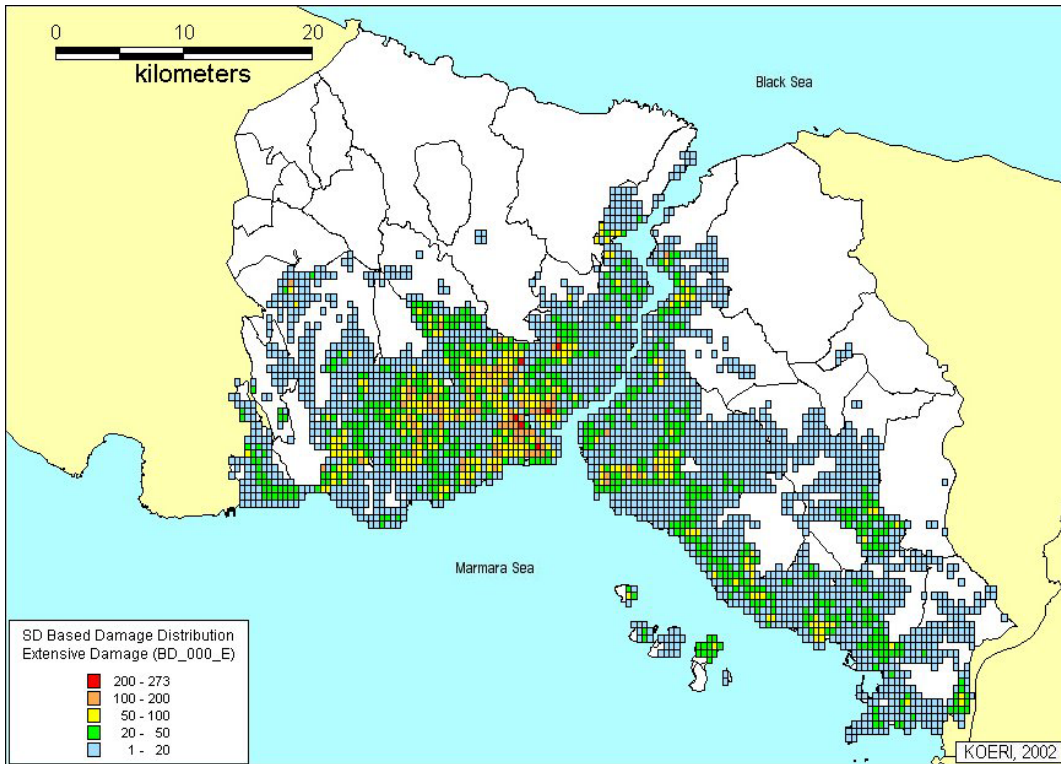 0 10 20
kilometers
Black Sea
Marmara Sea
SD Based Damage Distribution
Extensive Damage (BD_000_E)
200 - 273
100 - 200
50 - 100
20 - 50
1 - 20
KOERI, 2002